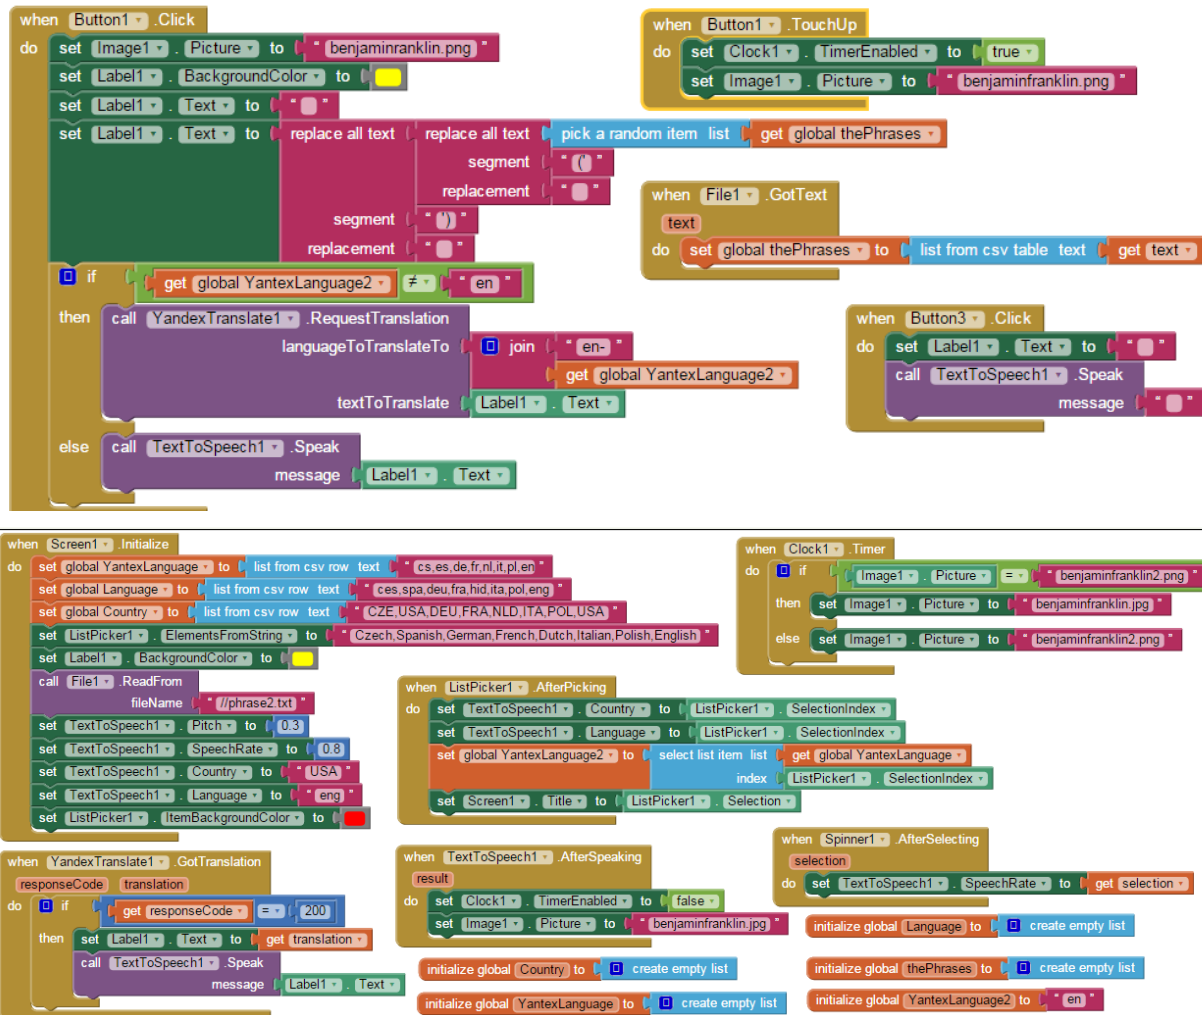 when Button1 .Click
do set Image1 . Picture to " benjaminranklin.png "
set Label1 . BackgroundColor to
set Label1 . Text to " "
set Label1 . Text to replace all text replace all text pick a random item list get global thePhrases
segment " ( "
replacement " "
segment " ) "
replacement " "
if get global YantexLanguage2 ≠ " en "
then call YandexTranslate1 .RequestTranslation
languageToTranslateTo join " en- "
get global YantexLanguage2
textToTranslate Label1 . Text
else call TextToSpeech1 .Speak
message Label1 . Text
when Button1 .TouchUp
do set Clock1 . TimerEnabled to true
set Image1 . Picture to " benjaminfranklin.png "
when File1 .GotText
text
do set global thePhrases to list from csv table text get text
when Button3 .Click
do set Label1 . Text to " "
call TextToSpeech1 .Speak
message " "
when Screen1 .Initialize
do set global YantexLanguage to list from csv row text " cs,es,de,fr,nl,it,pl,en "
set global Language to list from csv row text " ces,spa,deu,fra,hid,ita,pol,eng "
set global Country to list from csv row text " CZE,USA,DEU,FRA,NLD,ITA,POL,USA "
set ListPicker1 . ElementsFromString to " Czech,Spanish,German,French,Dutch,Italian,Polish,English "
set Label1 . BackgroundColor to
call File1 .ReadFrom
fileName " //phrase2.txt "
set TextToSpeech1 . Pitch to 0.3
set TextToSpeech1 . SpeechRate to 0.8
set TextToSpeech1 . Country to " USA "
set TextToSpeech1 . Language to " eng "
set ListPicker1 . ItemBackgroundColor to
when Clock1 .Timer
do if Image1 . Picture = " benjaminfranklin2.png "
then set Image1 . Picture to " benjaminfranklin.jpg "
else set Image1 . Picture to " benjaminfranklin2.png "
when ListPicker1 .AfterPicking
do set TextToSpeech1 . Country to ListPicker1 . SelectionIndex
set TextToSpeech1 . Language to ListPicker1 . SelectionIndex
set global YantexLanguage2 to select list item list get global YantexLanguage
index ListPicker1 . SelectionIndex
set Screen1 . Title to ListPicker1 . Selection
when YandexTranslate1 .GotTranslation
responseCode translation
do if get responseCode = 200
then set Label1 . Text to get translation
call TextToSpeech1 .Speak
message Label1 . Text
when TextToSpeech1 .AfterSpeaking
result
do set Clock1 . TimerEnabled to false
set Image1 . Picture to " benjaminfranklin.jpg "
when Spinner1 .AfterSelecting
selection
do set TextToSpeech1 . SpeechRate to get selection
initialize global Language to create empty list
initialize global Country to create empty list
initialize global thePhrases to create empty list
initialize global YantexLanguage to create empty list
initialize global YantexLanguage2 to " en "